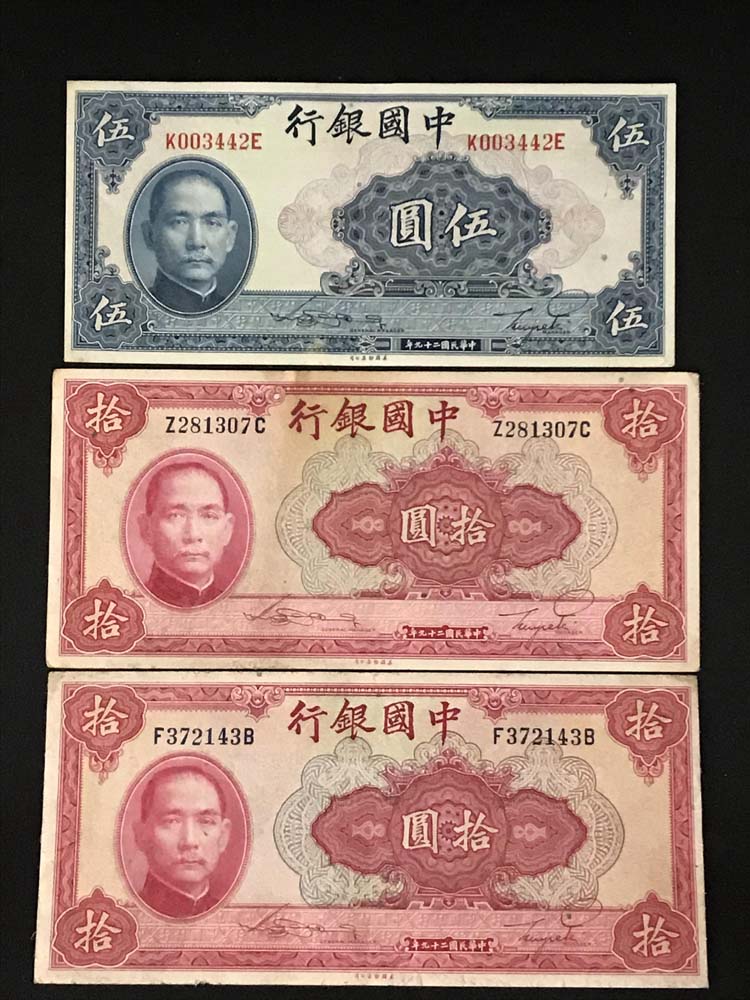 伍 中國銀行 伍
K003442E K003442E
伍圓
伍 伍
中華民國二十九年
拾 中國銀行 拾
Z281307C Z281307C
拾圓
拾 拾
GENERAL MANAGER
中華民國二十九年
拾 中國銀行 拾
F372143B F372143B
拾圓
拾 拾
中華民國二十九年